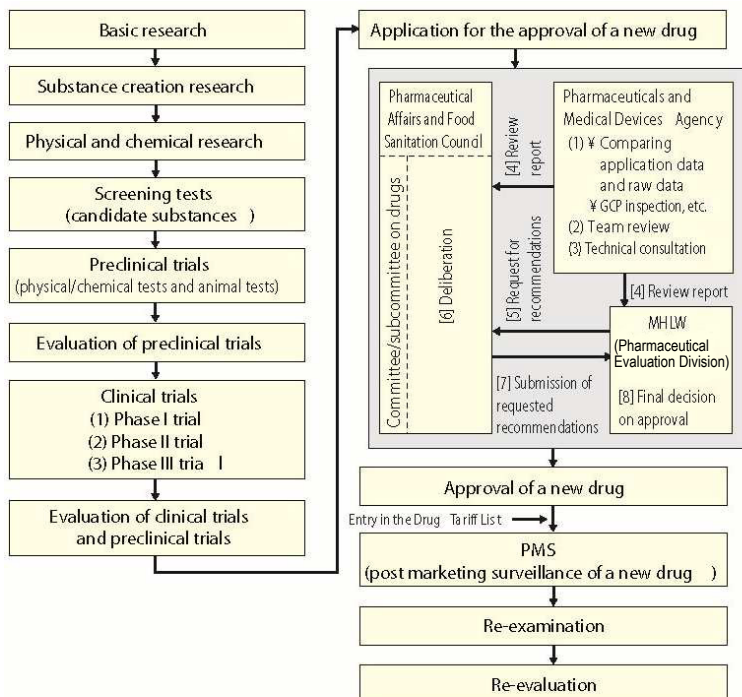 Basic research
Substance creation research
Physical and chemical research
Screening tests
(candidate substances )
Preclinical trials
(physical/chemical tests and animal tests)
Evaluation of preclinical trials
Clinical trials
(1) Phase I trial
(2) Phase II trial
(3) Phase III tria l
Evaluation of clinical trials
and preclinical trials
Application for the approval of a new drug
Pharmaceutical
Affairs and Food
Sanitation Council
Committee/subcommittee on drugs
[6] Deliberation
[4] Review
report
[5] Request for
recommendations
Pharmaceuticals and
Medical Devices Agency
(1) ¥ Comparing
application data
and raw data
¥ GCP inspection, etc.
(2) Team review
(3) Technical consultation
[4] Review report
MHLW
(Pharmaceutical
Evaluation Division)
[8] Final decision
on approval
[7] Submission of
requested
recommendations
Approval of a new drug
Entry in the Drug Tariff List
PMS
(post marketing surveillance of a new drug )
Re-examination
Re-evaluation